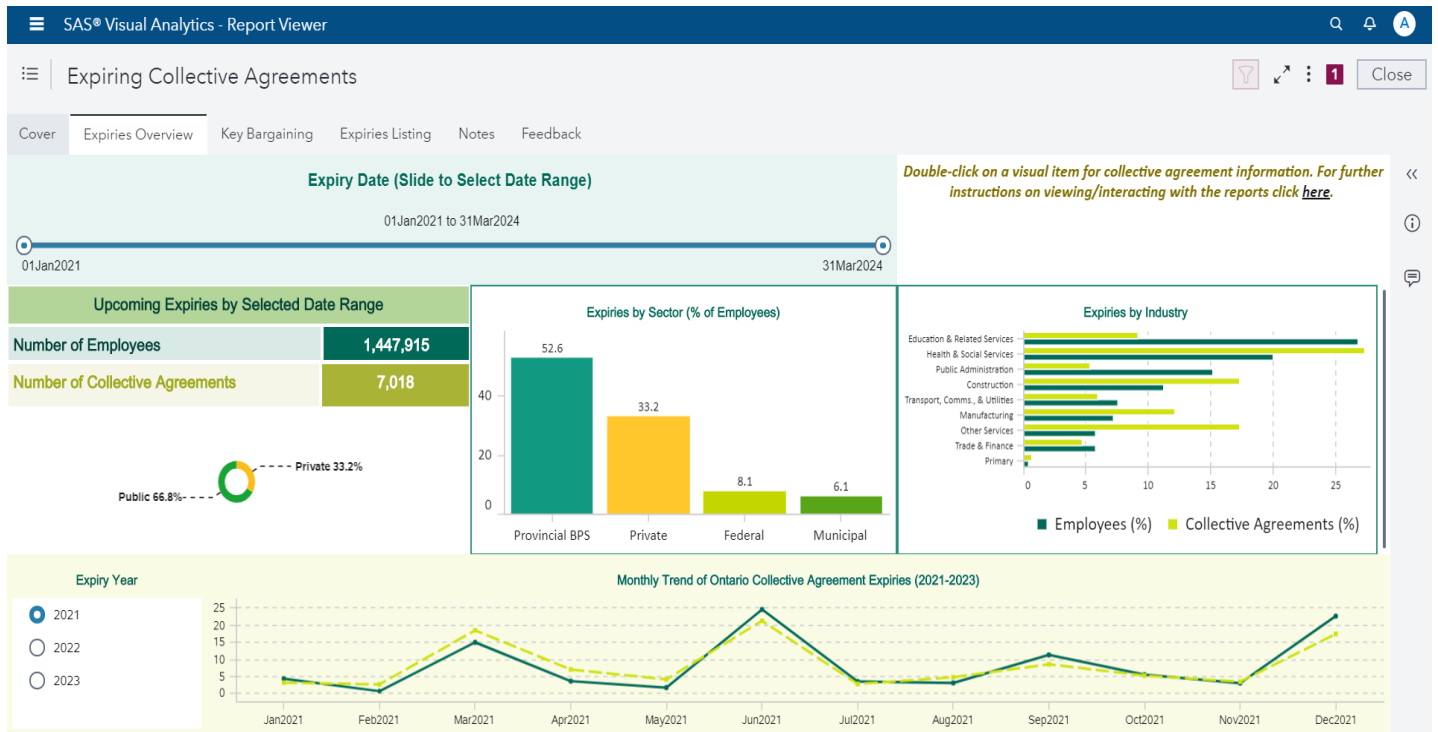 SAS® Visual Analytics - Report Viewer
A
Expiring Collective Agreements
1
Close
Cover
Expiries Overview
Key Bargaining
Expiries Listing
Notes
Feedback
Expiry Date (Slide to Select Date Range)
01Jan2021 to 31Mar2024
01Jan2021
31Mar2024
Double-click on a visual item for collective agreement information. For further
instructions on viewing/interacting with the reports click here.
Upcoming Expiries by Selected Date Range
Number of Employees
1,447,915
Number of Collective Agreements
7,018
Private 33.2%
Public 66.8%
Expiries by Sector (% of Employees)
52.6
33.2
8.1
6.1
40
20
0
Provincial BPS
Private
Federal
Municipal
Expiries by Industry
Education & Related Services
Health & Social Services
Public Administration
Construction
Transport, Comms., & Utilities
Manufacturing
Other Services
Trade & Finance
Primary
0
5
10
15
20
25
Employees (%)
Collective Agreements (%)
Expiry Year
2021
2022
2023
Monthly Trend of Ontario Collective Agreement Expiries (2021-2023)
25
20
15
10
5
0
Jan2021
Feb2021
Mar2021
Apr2021
May2021
Jun2021
Jul2021
Aug2021
Sep2021
Oct2021
Nov2021
Dec2021